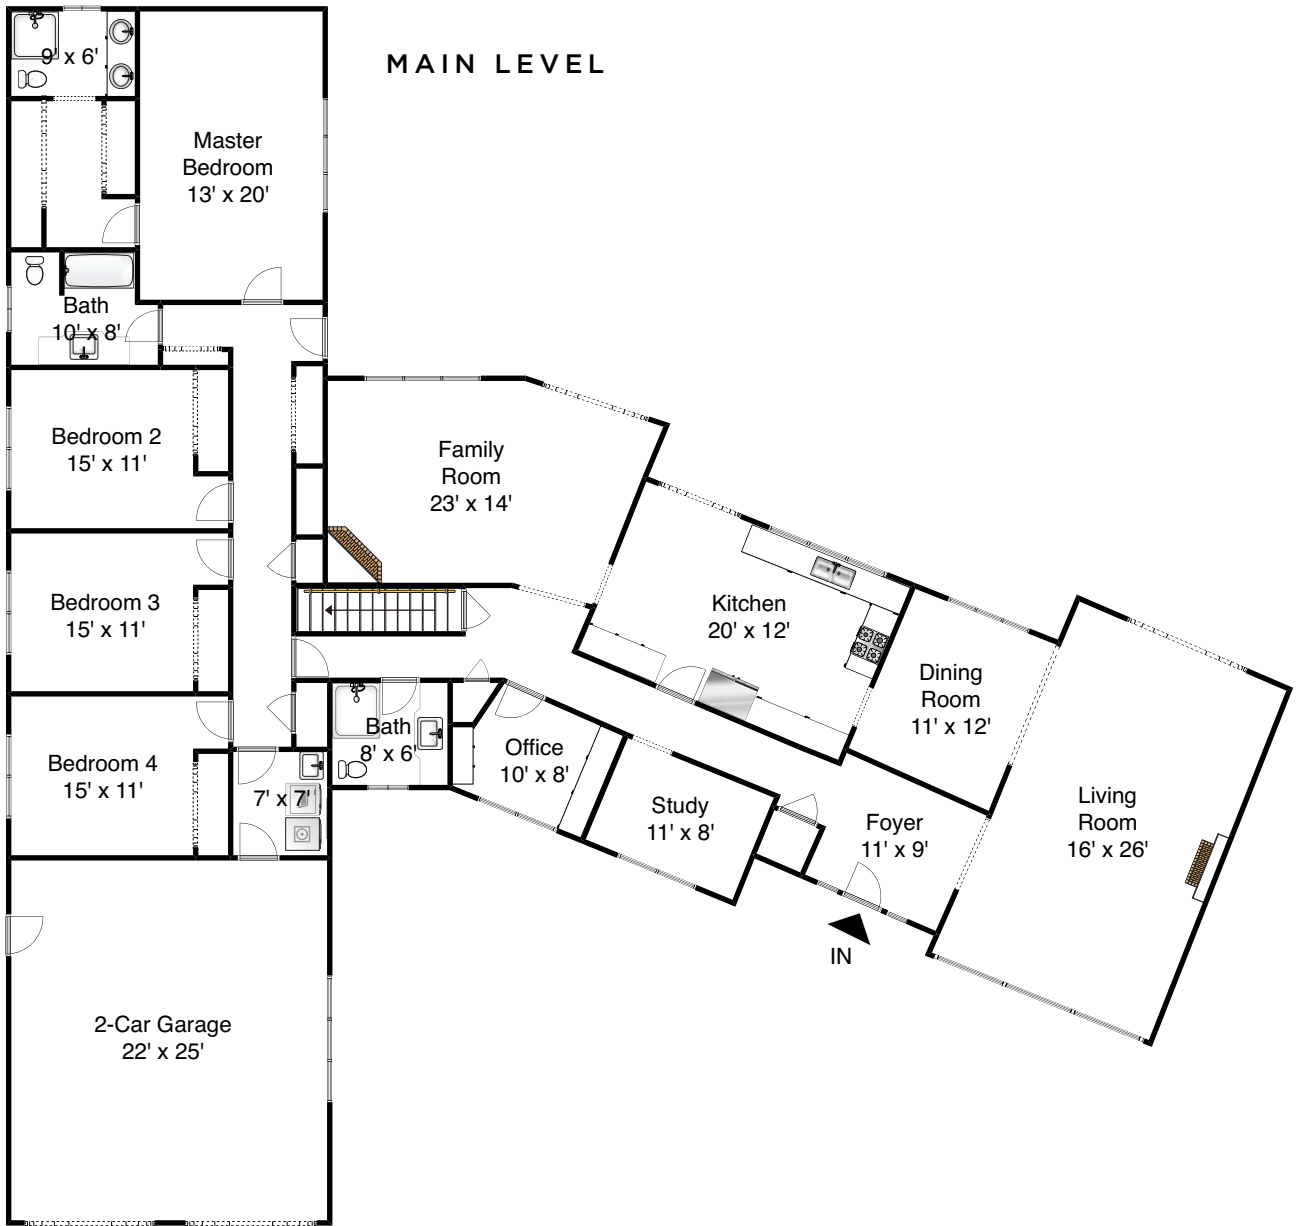 MAIN LEVEL
9' x 6'
Master
Bedroom
13' x 20'
Bath
10' x 8'
Bedroom 2
15' x 11'
Family
Room
23' x 14'
Bedroom 3
15' x 11'
Kitchen
20' x 12'
Dining
Room
11' x 12'
Bath
8' x 6'
Office
10' x 8'
Bedroom 4
15' x 11'
7' x 7'
Study
11' x 8'
Foyer
11' x 9'
Living
Room
16' x 26'
IN
2-Car Garage
22' x 25'